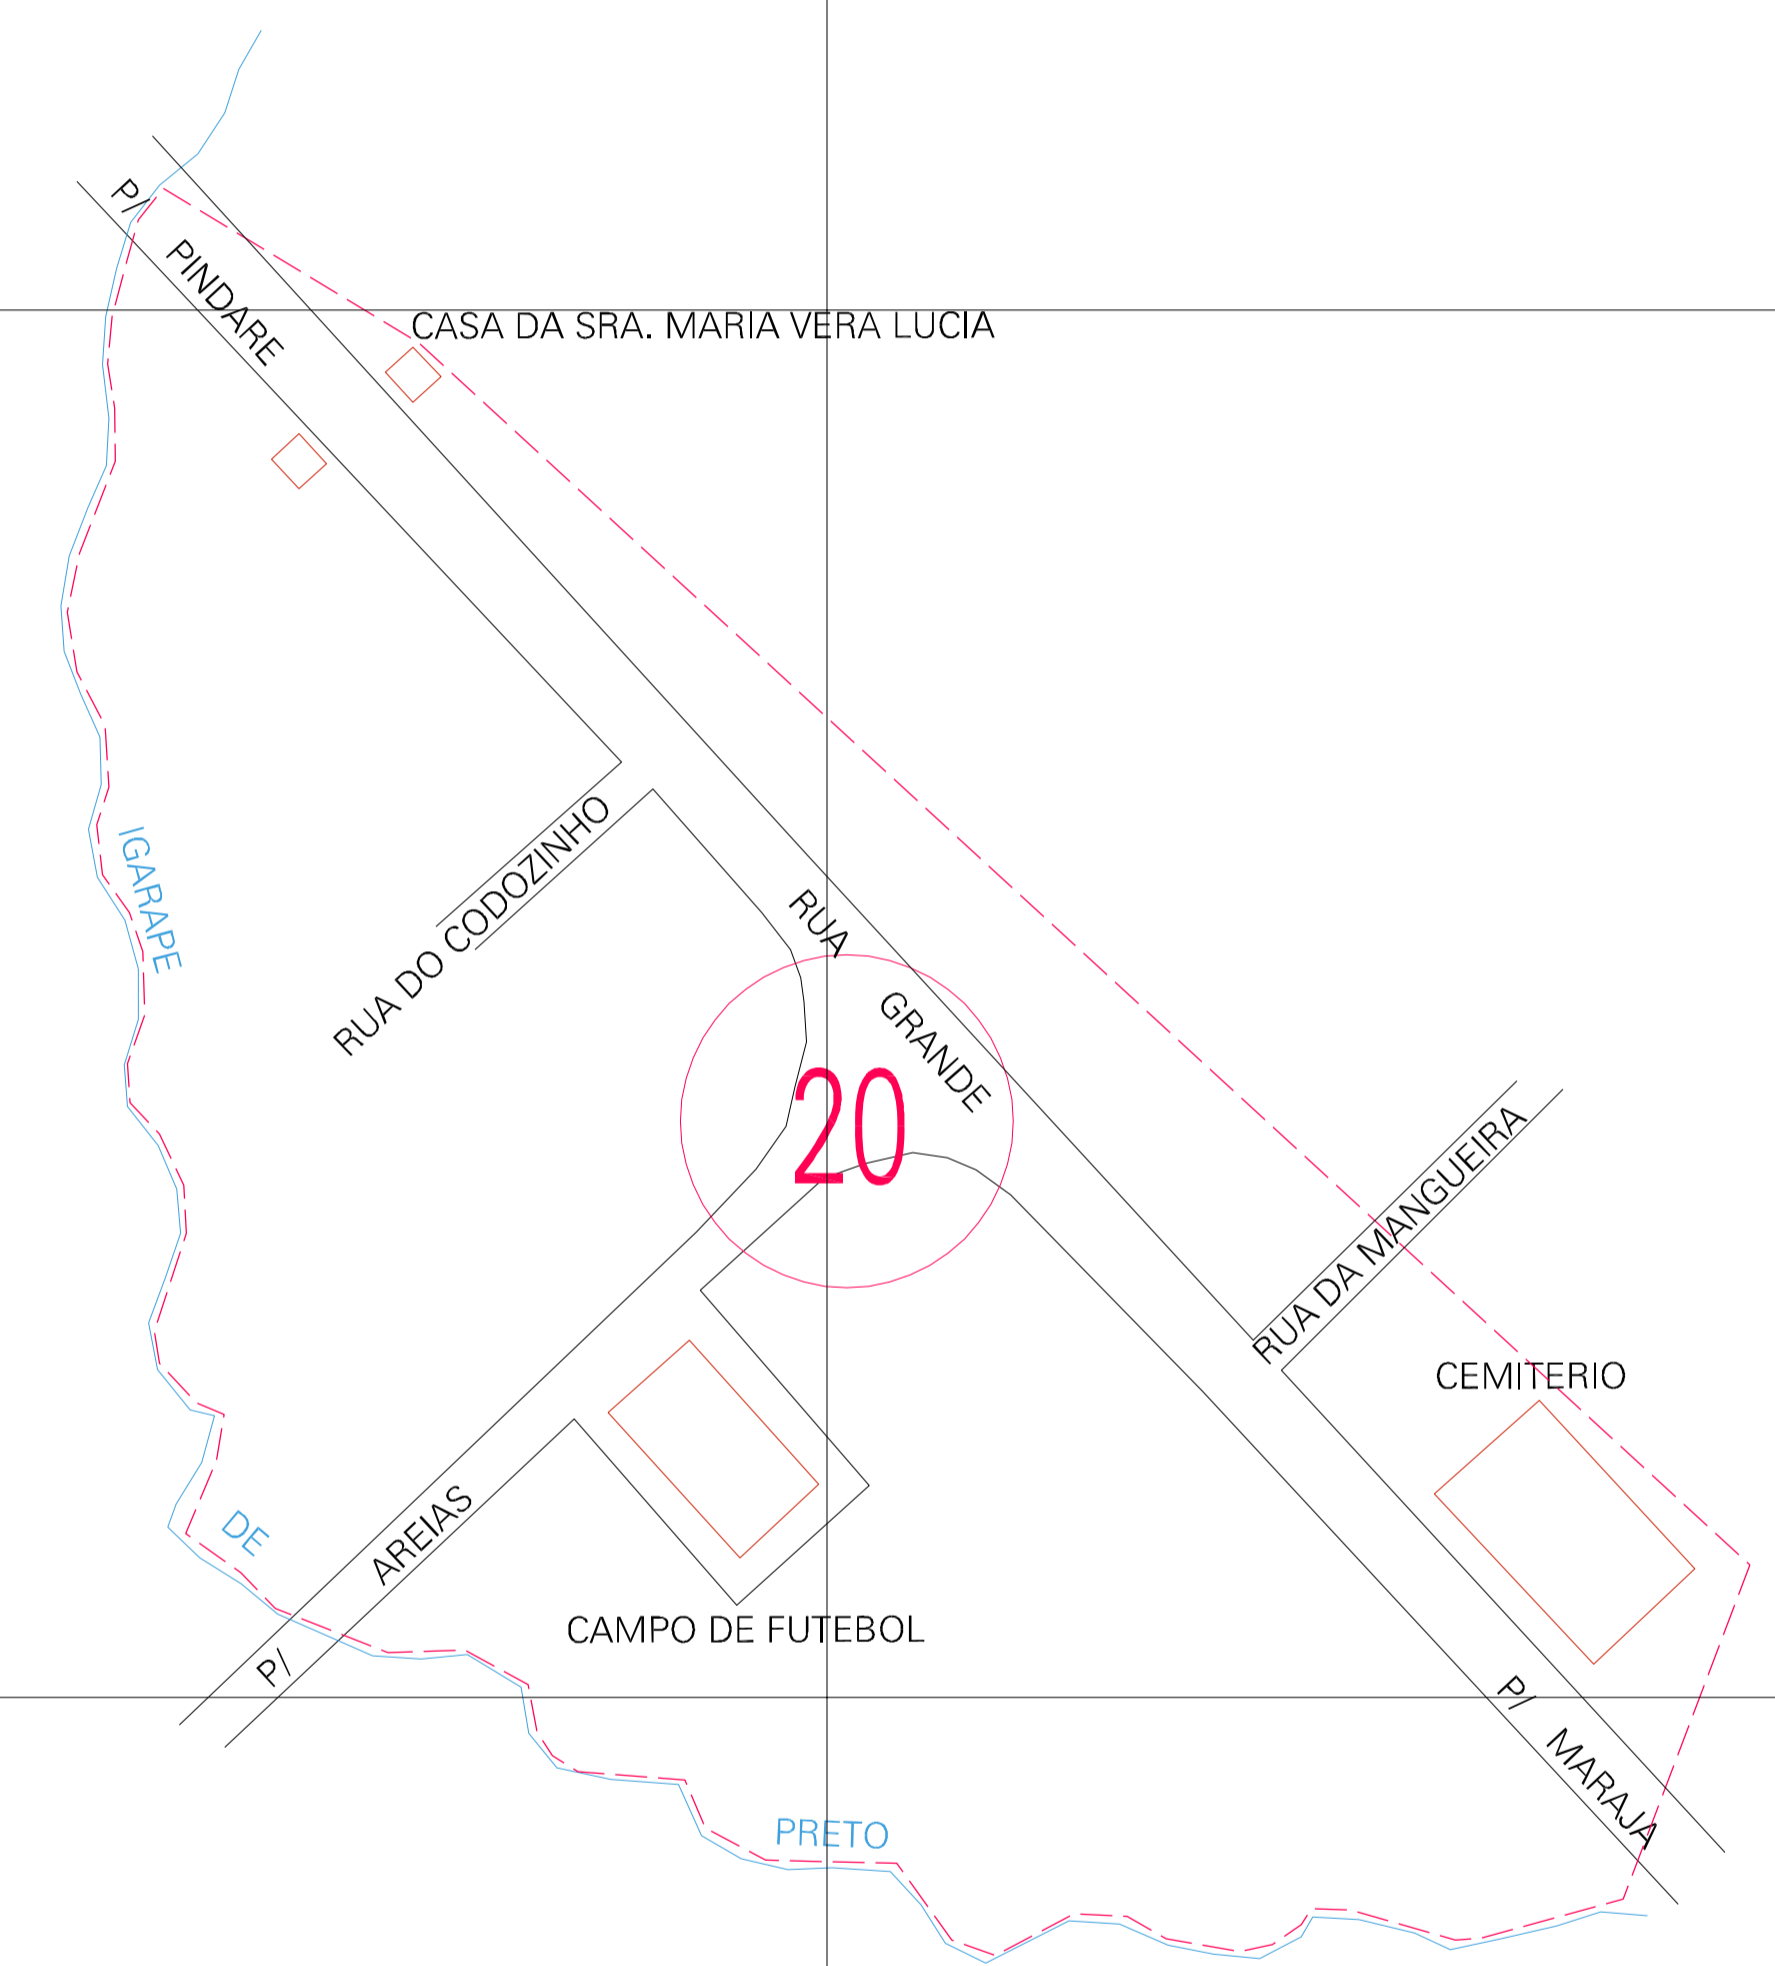 P/ PINDARE
CASA DA SRA. MARIA VERA LUCIA
RUA DO CODOZINHO
IGARAPE
RUA GRANDE
20
RUA DA MANGUEIRA
CEMITERIO
DE
P/ AREIAS
CAMPO DE FUTEBOL
P/ MARAJA
PRETO